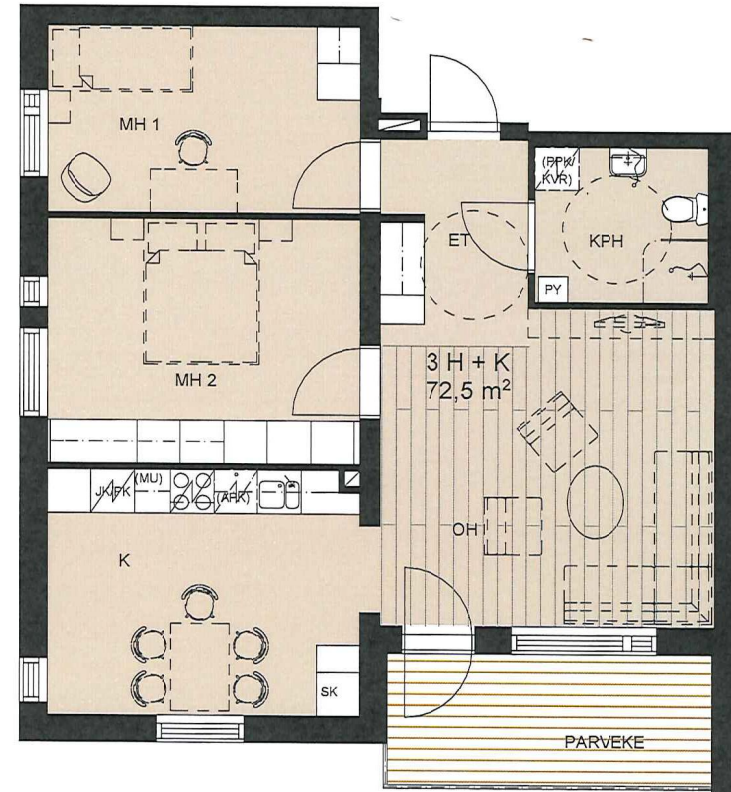 MH 1
(PPK/
KVR)
ET
KPH
PY
MH 2
3 H + K
72,5 m²
JK/PK
(MU)
(APK)
OH
K
SK
PARVEKE